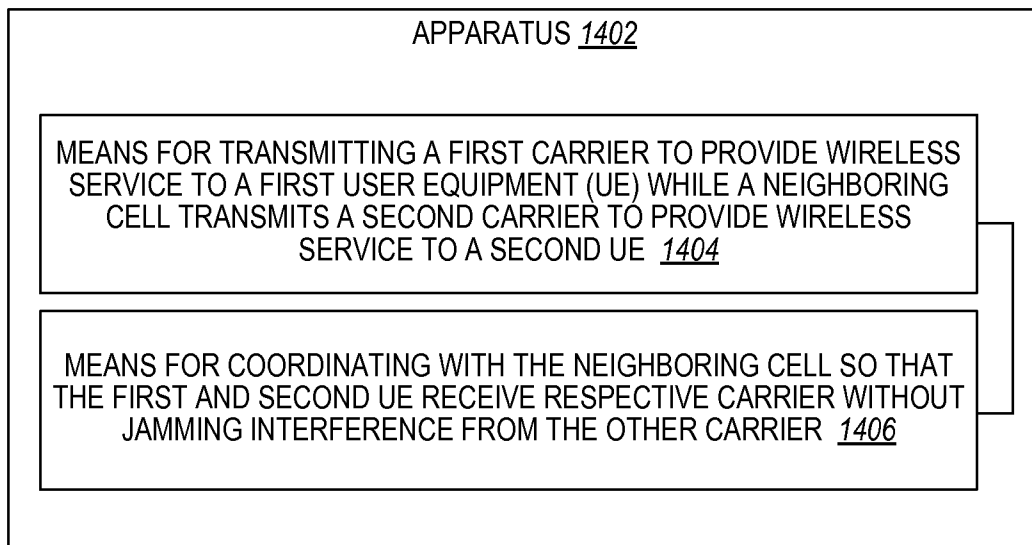 APPARATUS 1402
MEANS FOR TRANSMITTING A FIRST CARRIER TO PROVIDE WIRELESS
SERVICE TO A FIRST USER EQUIPMENT (UE) WHILE A NEIGHBORING
CELL TRANSMITS A SECOND CARRIER TO PROVIDE WIRELESS
SERVICE TO A SECOND UE 1404
MEANS FOR COORDINATING WITH THE NEIGHBORING CELL SO THAT
THE FIRST AND SECOND UE RECEIVE RESPECTIVE CARRIER WITHOUT
JAMMING INTERFERENCE FROM THE OTHER CARRIER 1406